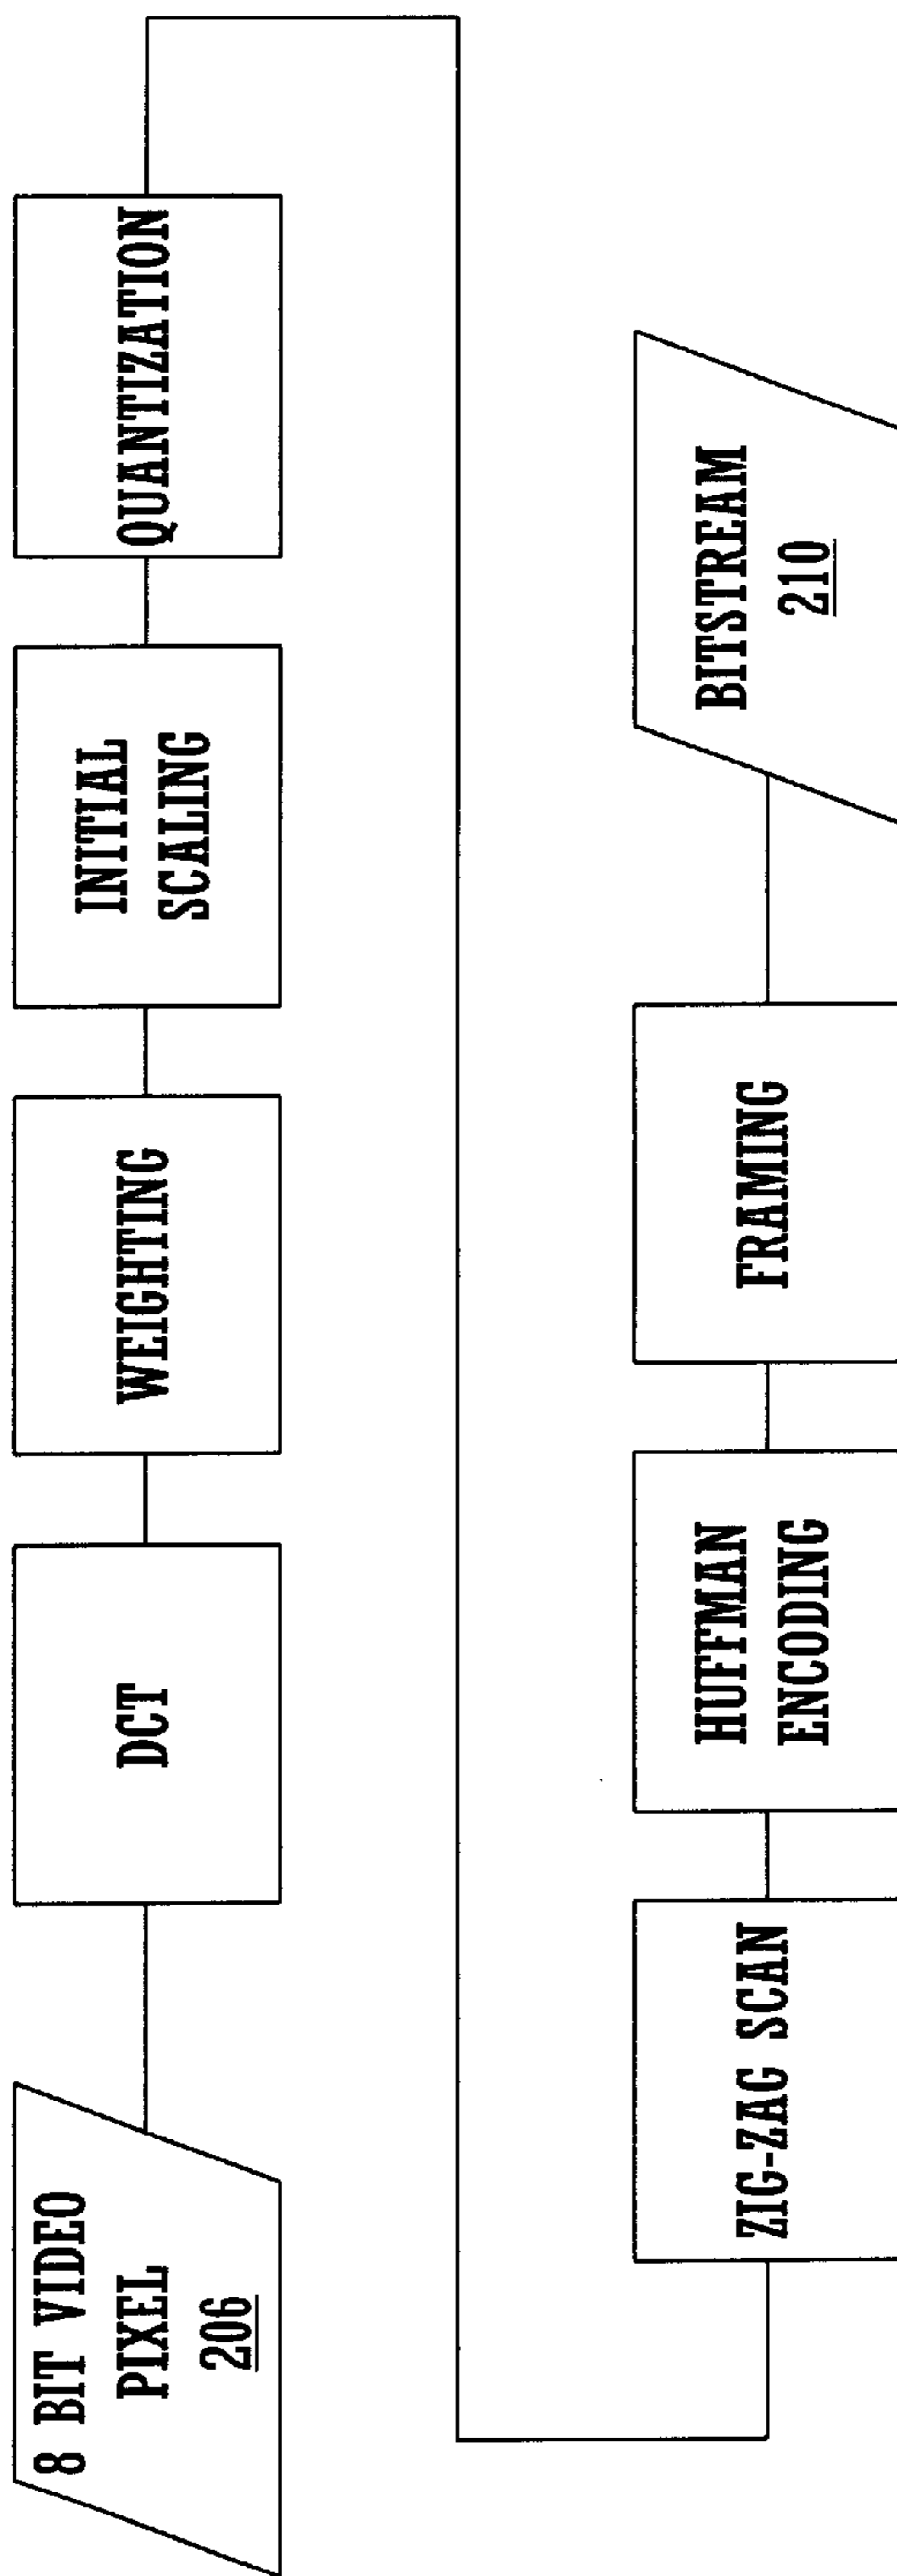 8 BIT VIDEO
PIXEL
206
DCT
WEIGHTING
INITIAL
SCALING
QUANTIZATION
ZIG-ZAG SCAN
HUFFMAN
ENCODING
FRAMING
BITSTREAM
210